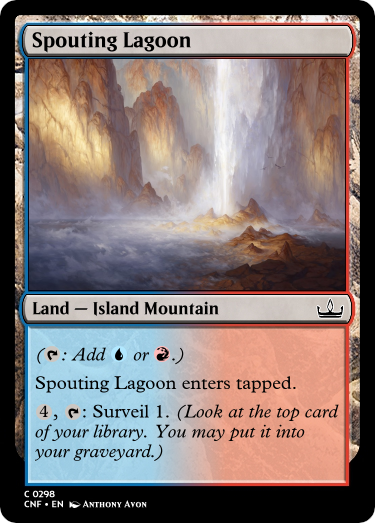 Spouting Lagoon
Land — Island Mountain
(: Add or .)
Spouting Lagoon enters tapped.
4, : Surveil 1. (Look at the top card
of your library. You may put it into
your graveyard.)
C 0298
CNF • EN Anthony Avon